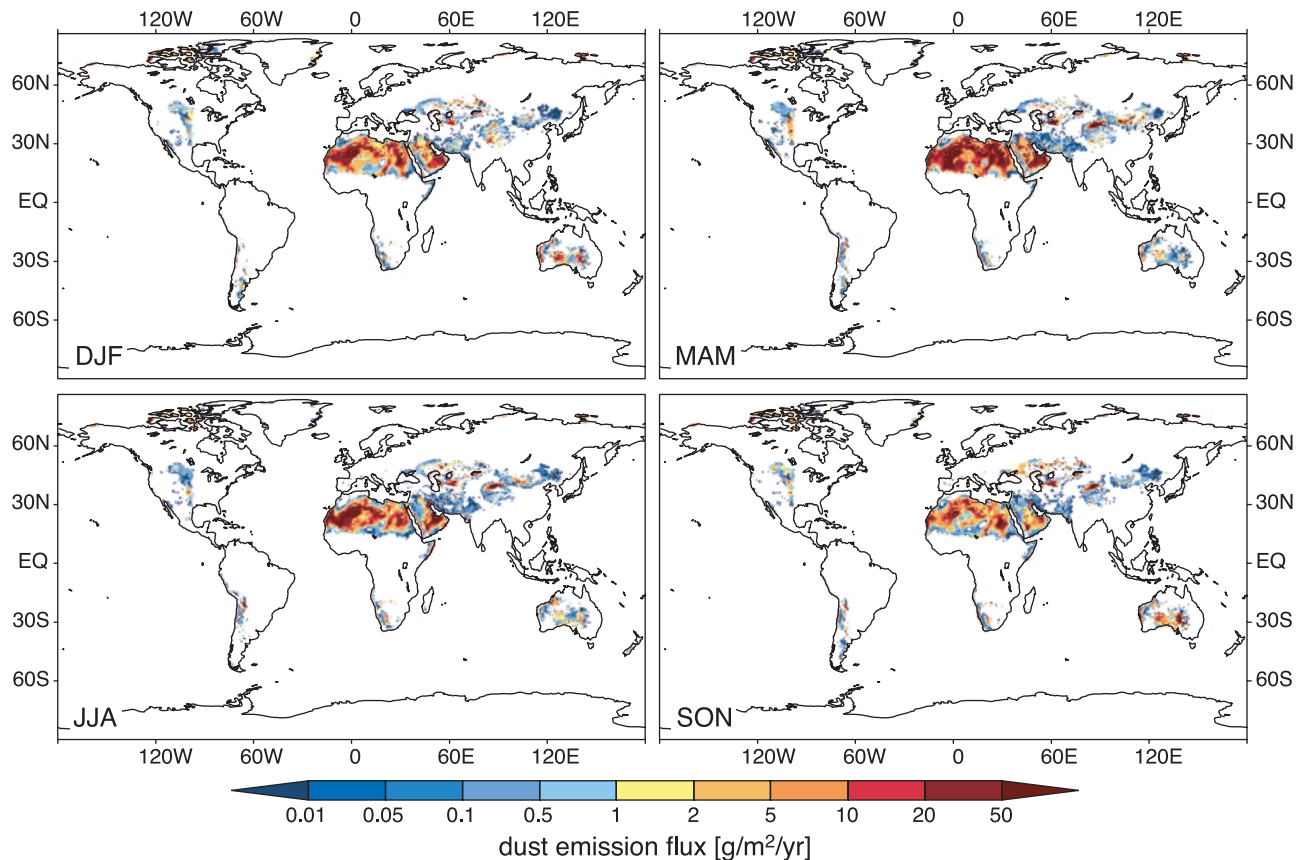 120W 60W 0 60E 120E 120W 60W 0 60E 120E
60N 60N
30N 30N
EQ EQ
30S 30S
60S 60S
DJF MAM
60N 60N
30N 30N
EQ EQ
30S 30S
60S 60S
JJA SON
120W 60W 0 60E 120E 120W 60W 0 60E 120E
0.01 0.05 0.1 0.5 1 2 5 10 20 50
dust emission flux [g/m²/yr]